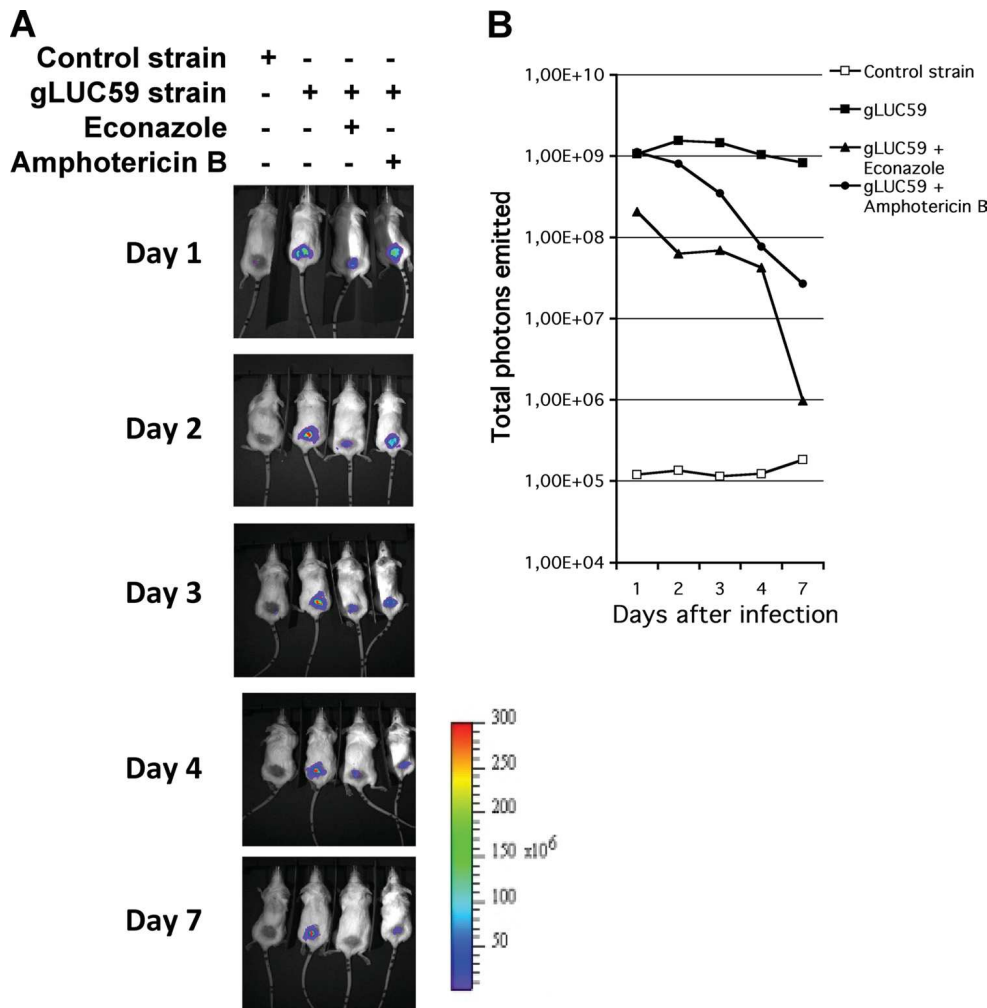 A
Control strain + - - -
gLUC59 strain - + + +
Econazole - - + -
Amphotericin B - - - +
Day 1
Day 2
Day 3
Day 4
Day 7
300
250
200
150 x10⁶
100
50
B
Total photons emitted
1,00E+10
1,00E+09
1,00E+08
1,00E+07
1,00E+06
1,00E+05
1,00E+04
1 2 3 4 7
Days after infection
Control strain
gLUC59
gLUC59 +
Econazole
gLUC59 +
Amphotericin B